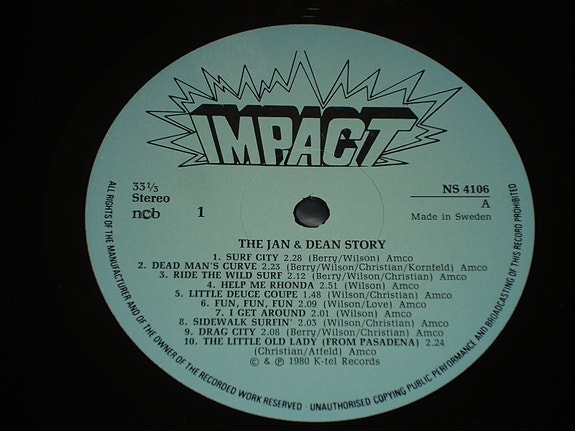 IMPACT
33 1/3
Stereo
ncb
1
NS 4106
A
Made in Sweden
THE JAN & DEAN STORY
1. SURF CITY 2.28 (Berry/Wilson) Amco
2. DEAD MAN'S CURVE 2.23 (Berry/Wilson/Christian/Kornfeld) Amco
3. RIDE THE WILD SURF 2.12 (Berry/Wilson/Christian) Amco
4. HELP ME RHONDA 2.51 (Wilson) Amco
5. LITTLE DEUCE COUPE 1.48 (Wilson/Christian) Amco
6. FUN, FUN, FUN 2.09 (Wilson/Love) Amco
7. I GET AROUND 2.01 (Wilson) Amco
8. SIDEWALK SURFIN' 2.03 (Wilson/Christian) Amco
9. DRAG CITY 2.08 (Berry/Wilson/Christian) Amco
10. THE LITTLE OLD LADY (FROM PASADENA) 2.24
(Christian/Atfeld) Amco
© & ℗ 1980 K-tel Records
ALL RIGHTS OF THE MANUFACTURER AND OF THE OWNER OF THE RECORDED WORK RESERVED · UNAUTHORISED COPYING PUBLIC PERFORMANCE AND BROADCASTING OF THIS RECORD PROHIBITED